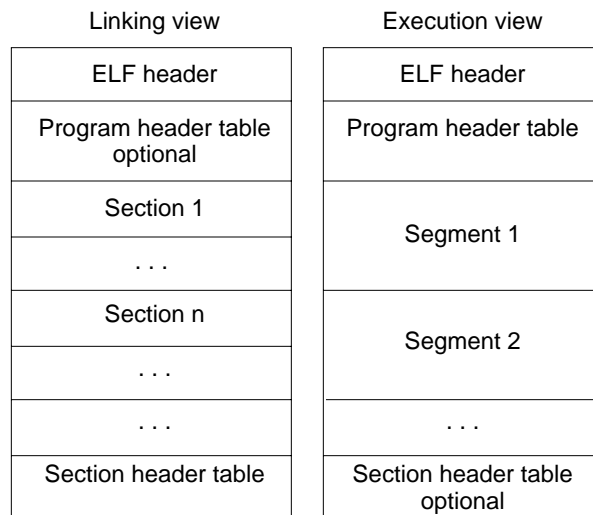 Linking view
ELF header
Program header table
optional
Section 1
. . .
Section n
. . .
. . .
Section header table
Execution view
ELF header
Program header table
Segment 1
Segment 2
. . .
Section header table
optional